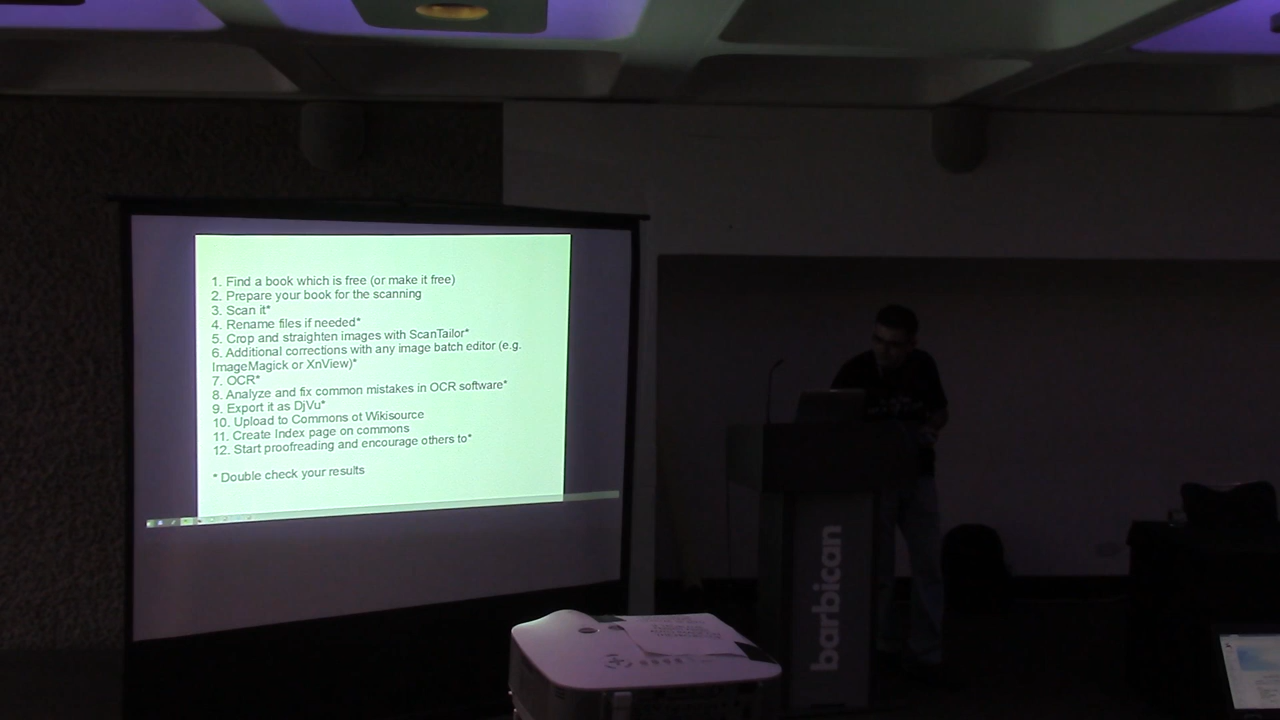 1. Find a book which is free (or make it free)
2. Prepare your book for the scanning
3. Scan it*
4. Rename files if needed*
5. Crop and straighten images with ScanTailor*
6. Additional corrections with any image batch editor (e.g.
ImageMagick or XnView)*
7. OCR*
8. Analyze and fix common mistakes in OCR software*
9. Export it as DjVu*
10. Upload to Commons ot Wikisource
11. Create Index page on commons
12. Start proofreading and encourage others to*
* Double check your results
barbican